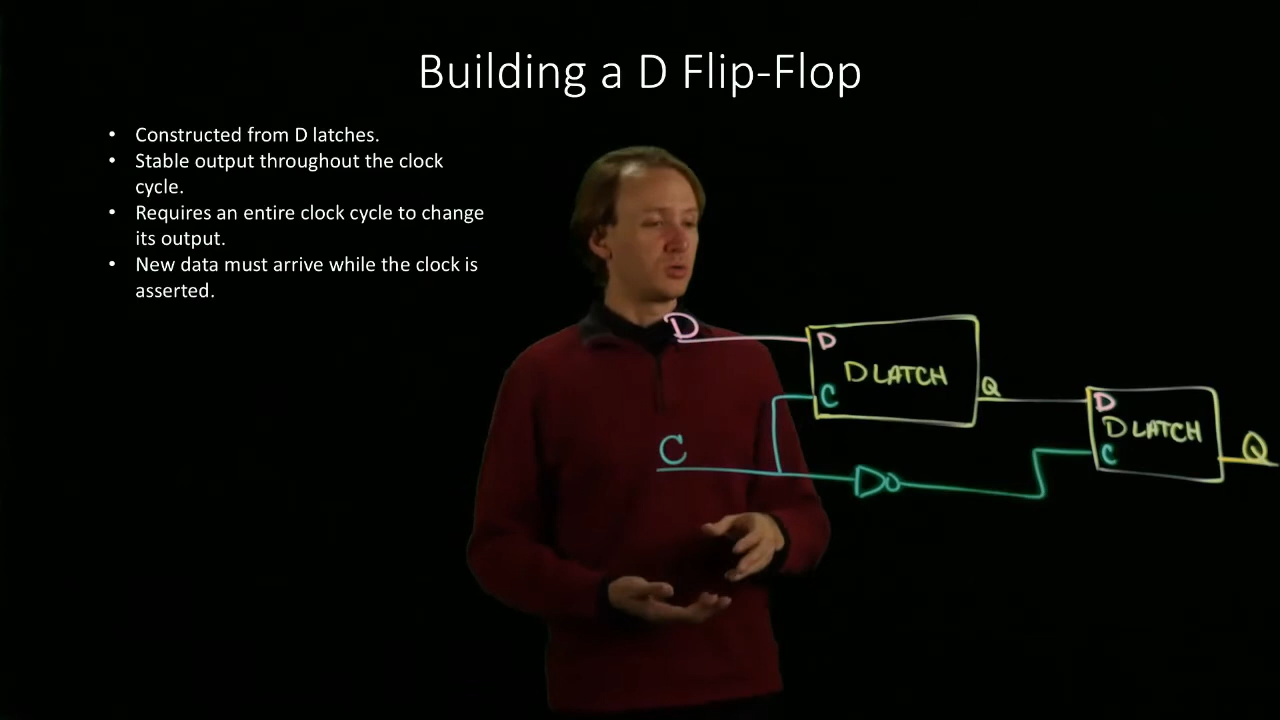 Building a D Flip-Flop
• Constructed from D latches.
• Stable output throughout the clock
cycle.
• Requires an entire clock cycle to change
its output.
• New data must arrive while the clock is
asserted.
D
D
D LATCH
C
Q
D
D LATCH
C
Q
C